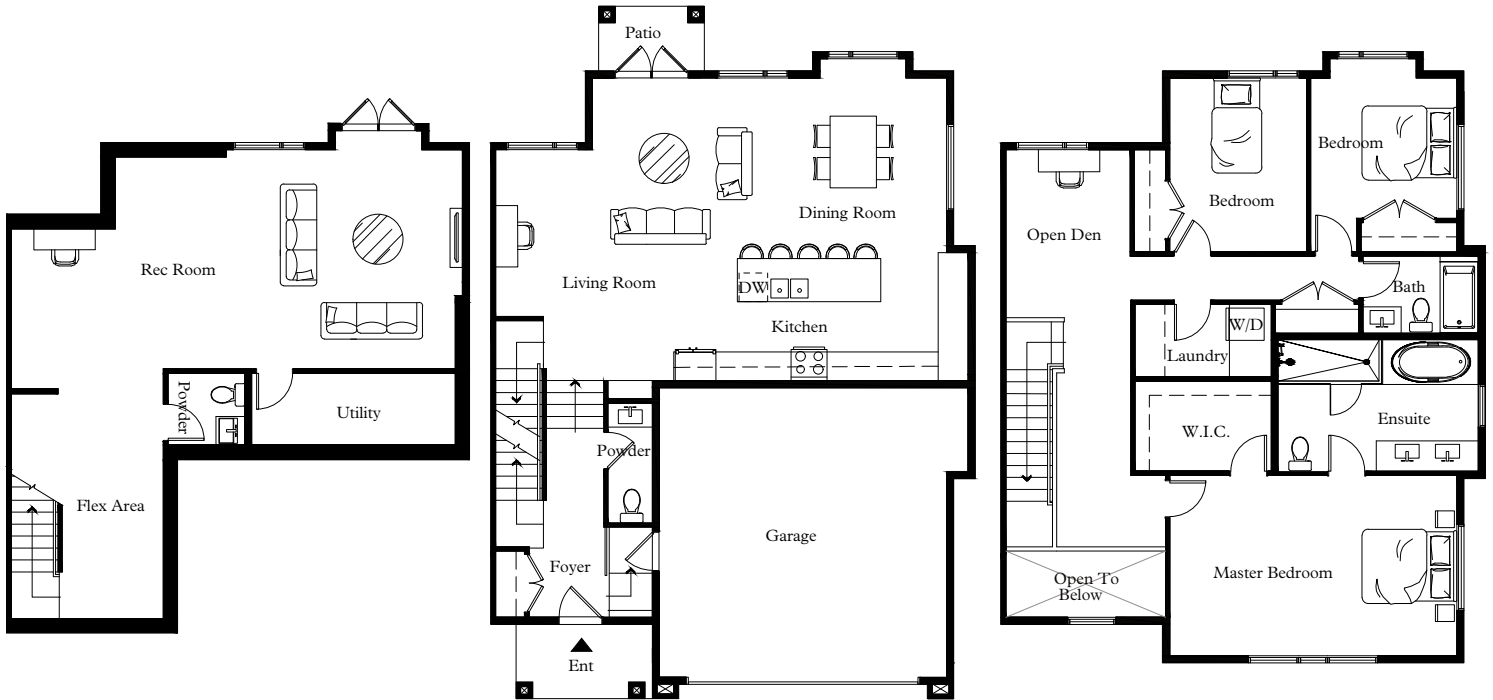 Rec Room
Powder
Utility
Flex Area
Patio
Dining Room
Living Room
DW
Kitchen
Powder
Garage
Foyer
Ent
Bedroom
Bedroom
Open Den
Bath
W/D
Laundry
W.I.C.
Ensuite
Master Bedroom
Open To
Below